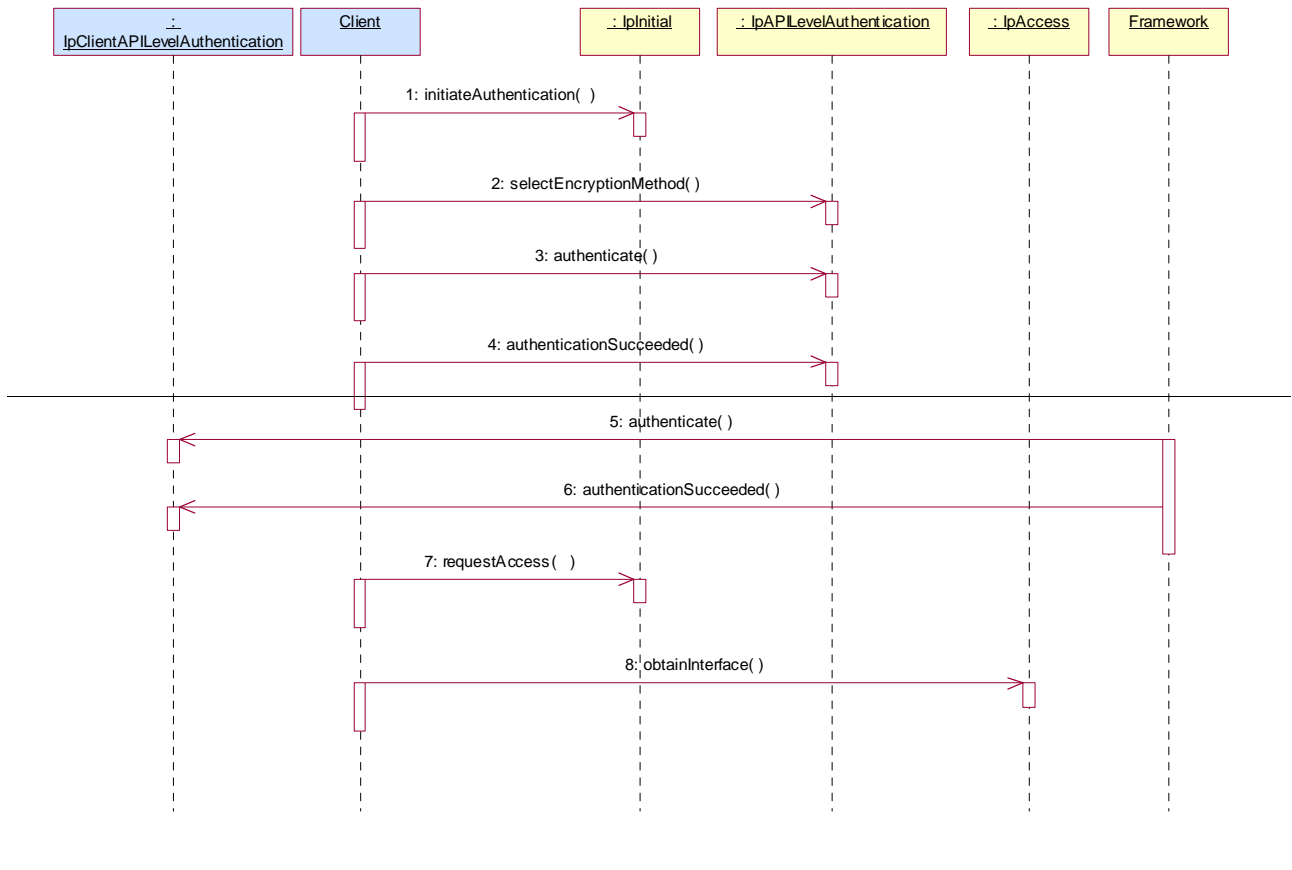 :
IpClientAPILevelAuthentication
Client
: IpInitial
: IpAPILevelAuthentication
: IpAccess
Framework
1: initiateAuthentication( )
2: selectEncryptionMethod( )
3: authenticate( )
4: authenticationSucceeded( )
5: authenticate( )
6: authenticationSucceeded( )
7: requestAccess( )
8: obtainInterface( )